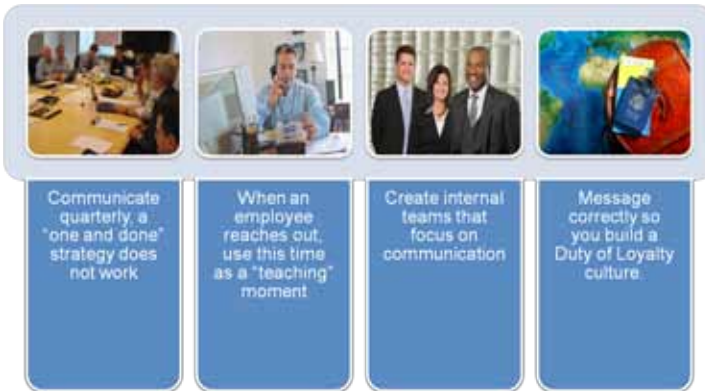 Communicate
quarterly, a
"one and done"
strategy does
not work
When an
employee
reaches out,
use this time
as a "teaching"
moment
Create internal
teams that
focus on
communication
Message
correctly so
you build a
Duty of Loyalty
culture